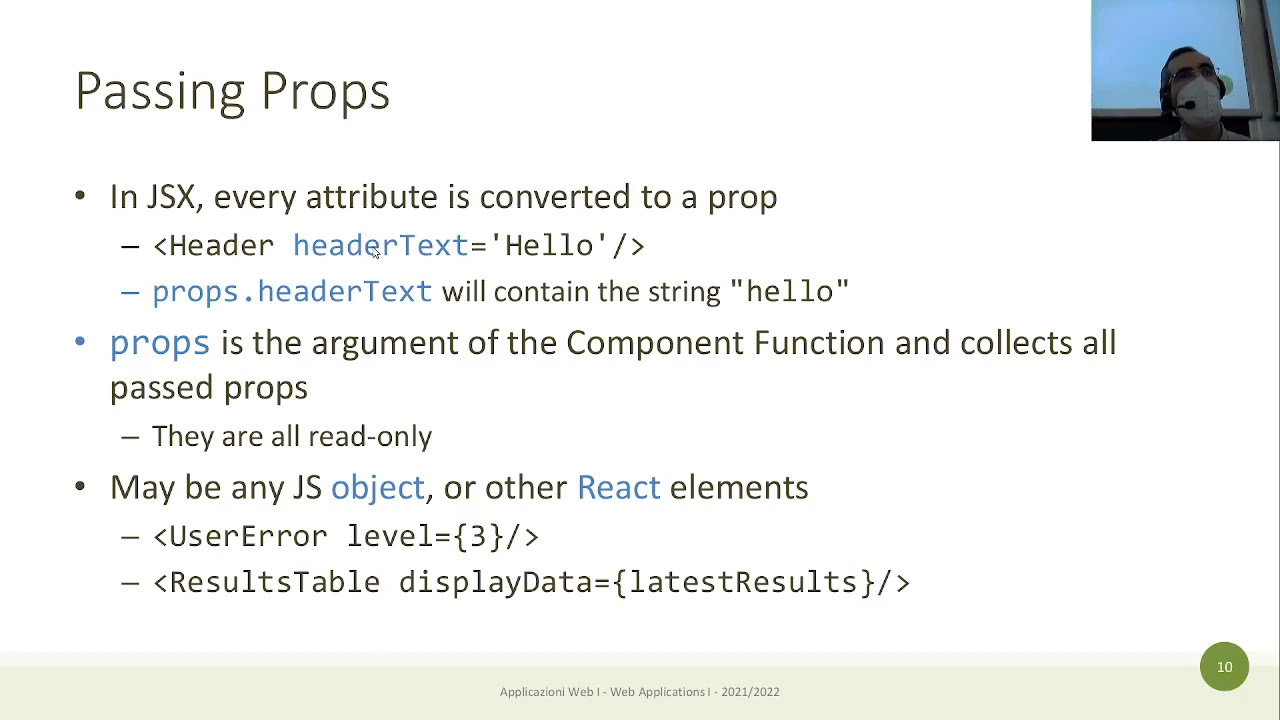 Passing Props
• In JSX, every attribute is converted to a prop
– <Header headerText='Hello'/>
– props.headerText will contain the string "hello"
• props is the argument of the Component Function and collects all
passed props
– They are all read-only
• May be any JS object, or other React elements
– <UserError level={3}/>
– <ResultsTable displayData={latestResults}/>
Applicazioni Web I - Web Applications I - 2021/2022
10